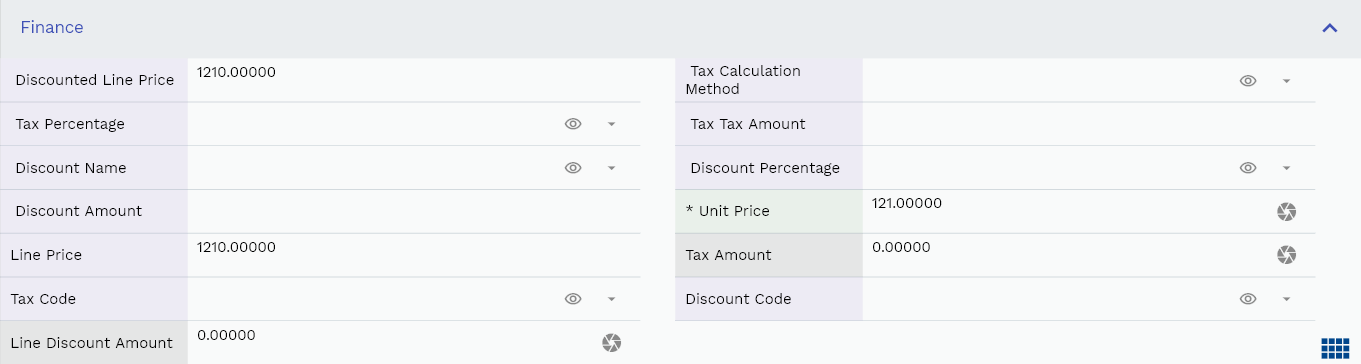 Finance
Discounted Line Price 1210.00000
Tax Calculation
Method
Tax Percentage
Tax Tax Amount
Discount Name
Discount Percentage
Discount Amount
* Unit Price 121.00000
Line Price 1210.00000
Tax Amount 0.00000
Tax Code
Discount Code
Line Discount Amount 0.00000